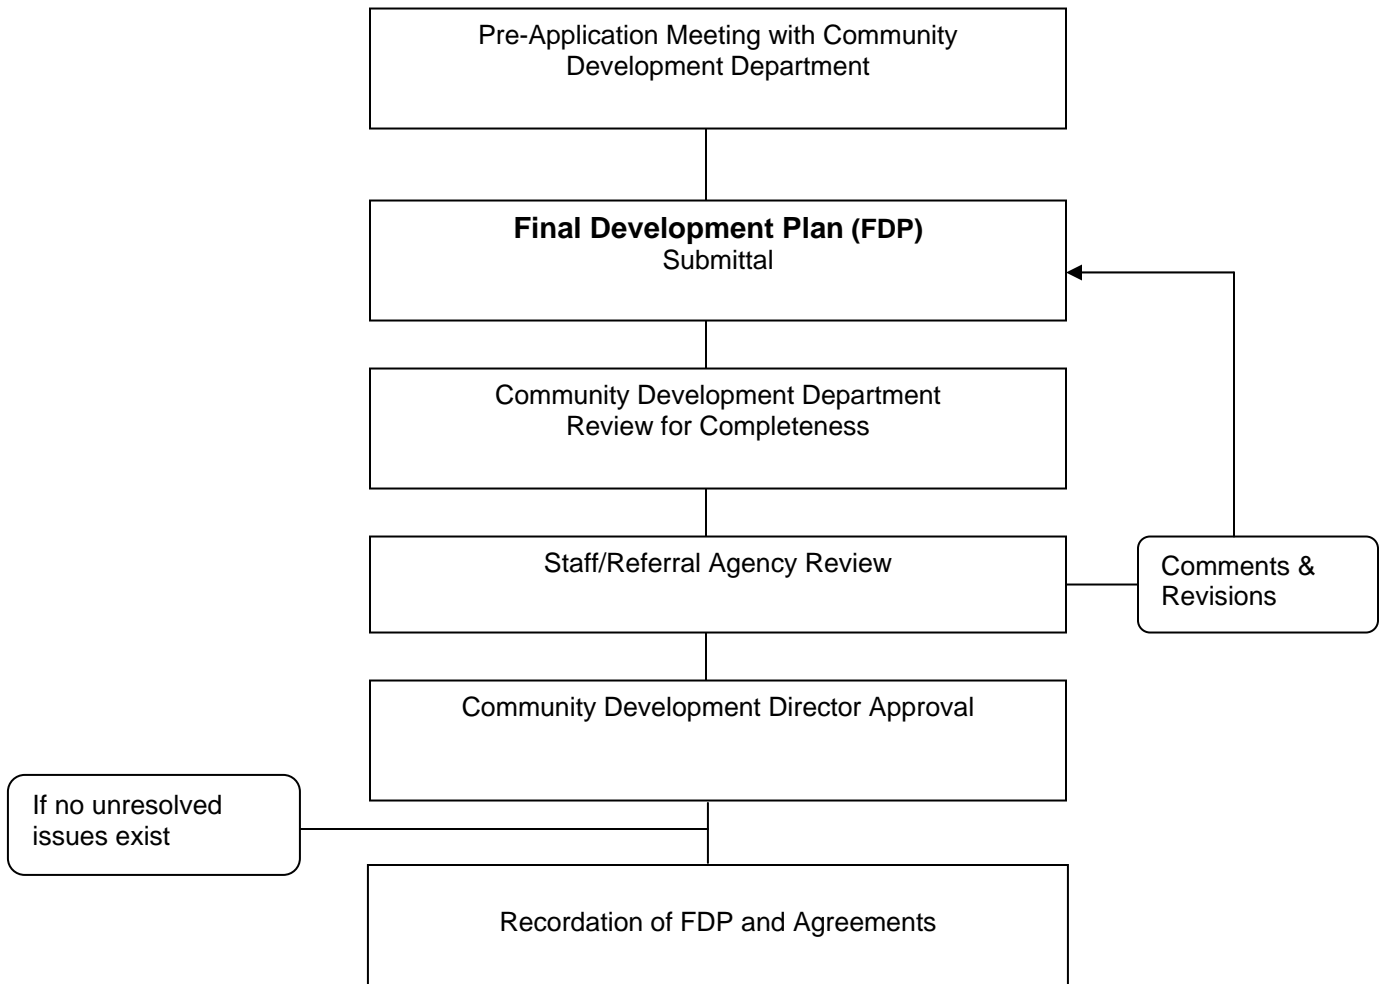 Pre-Application Meeting with Community
Development Department
Final Development Plan (FDP)
Submittal
Community Development Department
Review for Completeness
Staff/Referral Agency Review
Comments &
Revisions
Community Development Director Approval
If no unresolved
issues exist
Recordation of FDP and Agreements